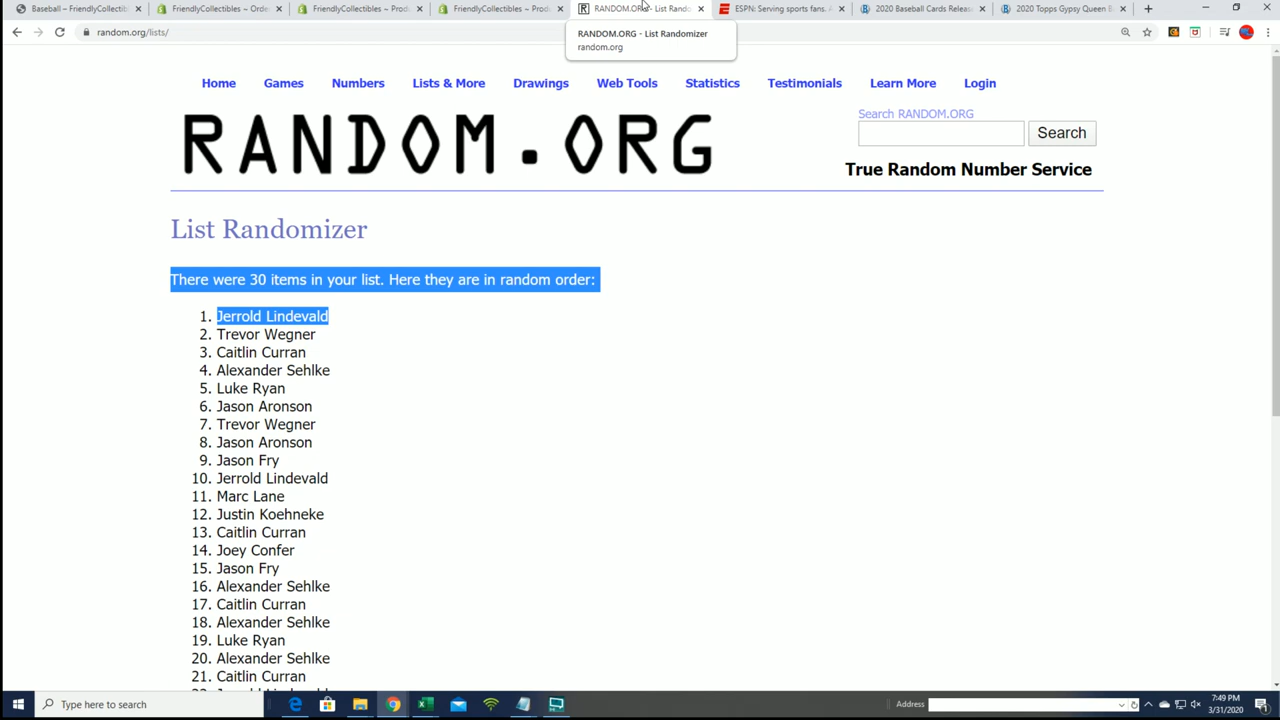 Baseball – FriendlyCollectibl
FriendlyCollectibles ~ Orde
FriendlyCollectibles ~ Prod
FriendlyCollectibles ~ Prod
RANDOM.ORG - List Rando
ESPN: Serving sports fans. A
2020 Baseball Cards Releas
2020 Topps Gypsy Queen B
random.org/lists/
RANDOM.ORG - List Randomizer
random.org
Home Games Numbers Lists & More Drawings Web Tools Statistics Testimonials Learn More Login
RANDOM.ORG
Search RANDOM.ORG
Search
True Random Number Service
List Randomizer
There were 30 items in your list. Here they are in random order:
1. Jerrold Lindevald
2. Trevor Wegner
3. Caitlin Curran
4. Alexander Sehlke
5. Luke Ryan
6. Jason Aronson
7. Trevor Wegner
8. Jason Aronson
9. Jason Fry
10. Jerrold Lindevald
11. Marc Lane
12. Justin Koehneke
13. Caitlin Curran
14. Joey Confer
15. Jason Fry
16. Alexander Sehlke
17. Caitlin Curran
18. Alexander Sehlke
19. Luke Ryan
20. Alexander Sehlke
21. Caitlin Curran
Type here to search
Address
7:49 PM
3/31/2020